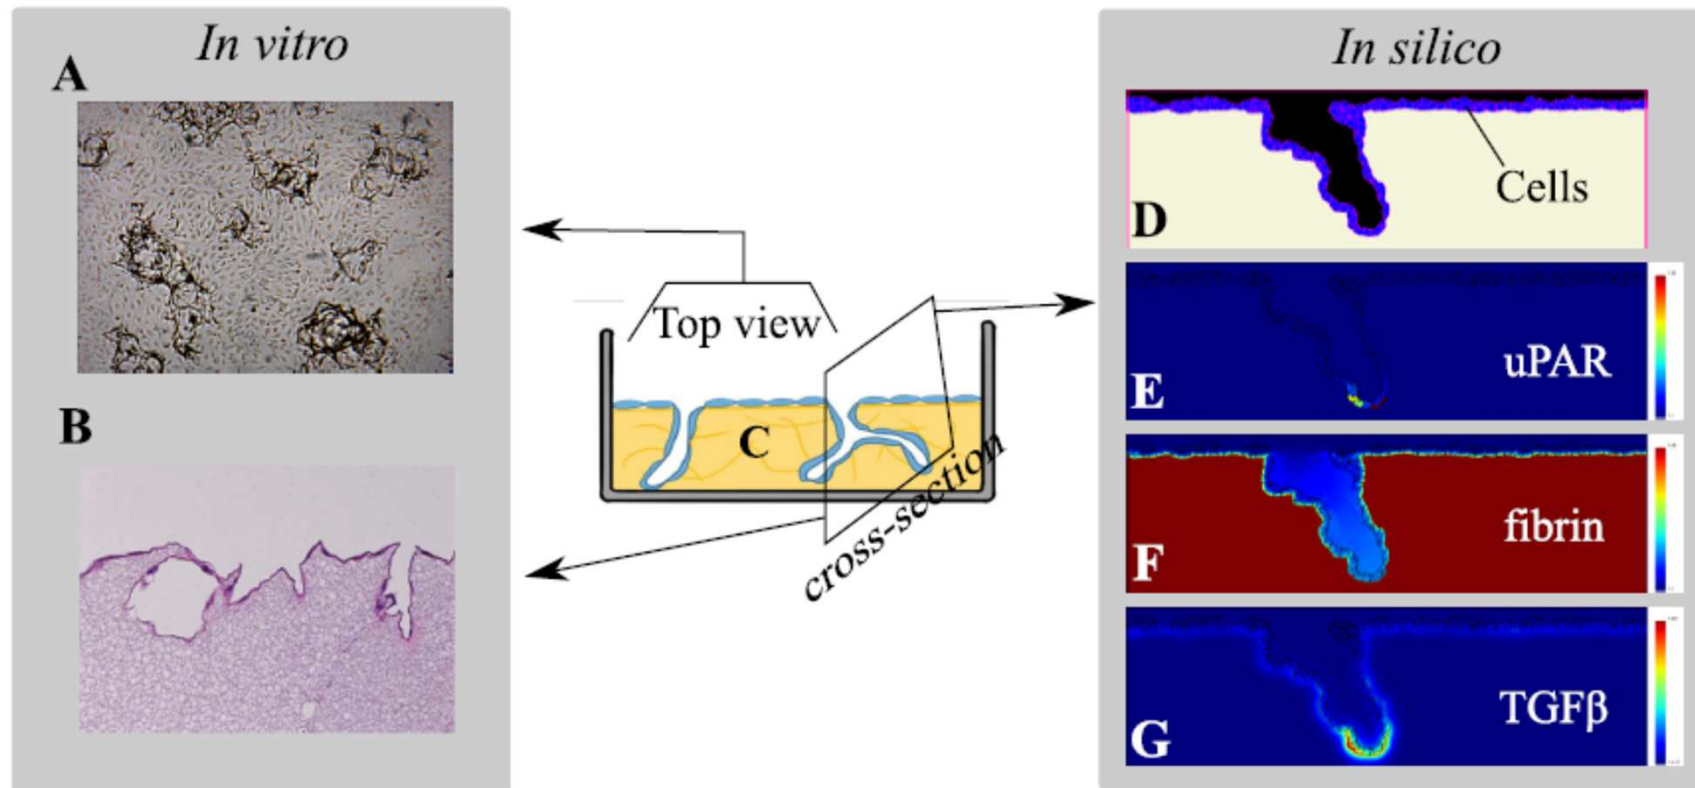 In vitro
A
B
Top view
C
cross-section
In silico
Cells
D
uPAR
E
fibrin
F
TGFβ
G